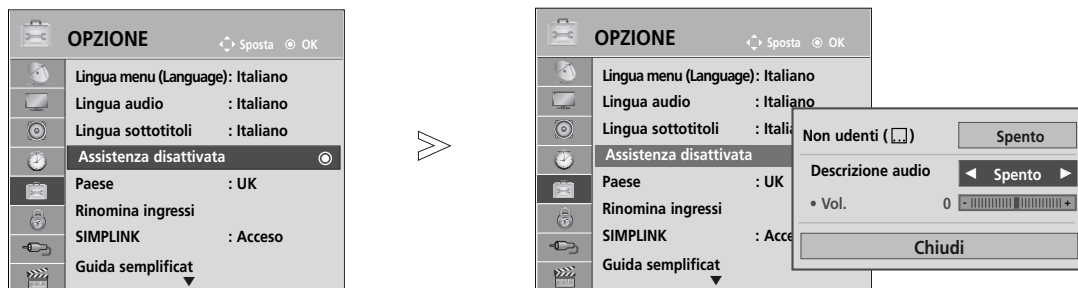 OPZIONE Sposta OK
Lingua menu (Language): Italiano
Lingua audio : Italiano
Lingua sottotitoli : Italiano
Assistenza disattivata
Paese : UK
Rinomina ingressi
SIMPLINK : Acceso
Guida semplificat
OPZIONE Sposta OK
Lingua menu (Language): Italiano
Lingua audio : Italiano
Lingua sottotitoli : Itali
Assistenza disattivata
Paese : UK
Rinomina ingressi
SIMPLINK : Acce
Guida semplificat
Non udenti ( ) Spento
Descrizione audio ◀ Spento ▶
• Vol. 0 - +
Chiudi